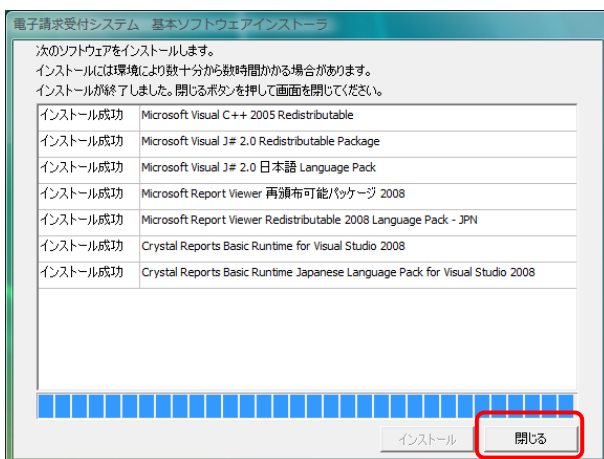 電子請求受付システム 基本ソフトウェアインストーラ
次のソフトウェアをインストールします。
インストールには環境により数十分から数時間かかる場合があります。
インストールが終了しました。閉じるボタンを押して画面を閉じてください。
インストール成功 Microsoft Visual C++ 2005 Redistributable
インストール成功 Microsoft Visual J# 2.0 Redistributable Package
インストール成功 Microsoft Visual J# 2.0 日本語 Language Pack
インストール成功 Microsoft Report Viewer 再頒布可能パッケージ 2008
インストール成功 Microsoft Report Viewer Redistributable 2008 Language Pack - JPN
インストール成功 Crystal Reports Basic Runtime for Visual Studio 2008
インストール成功 Crystal Reports Basic Runtime Japanese Language Pack for Visual Studio 2008
インストール 閉じる